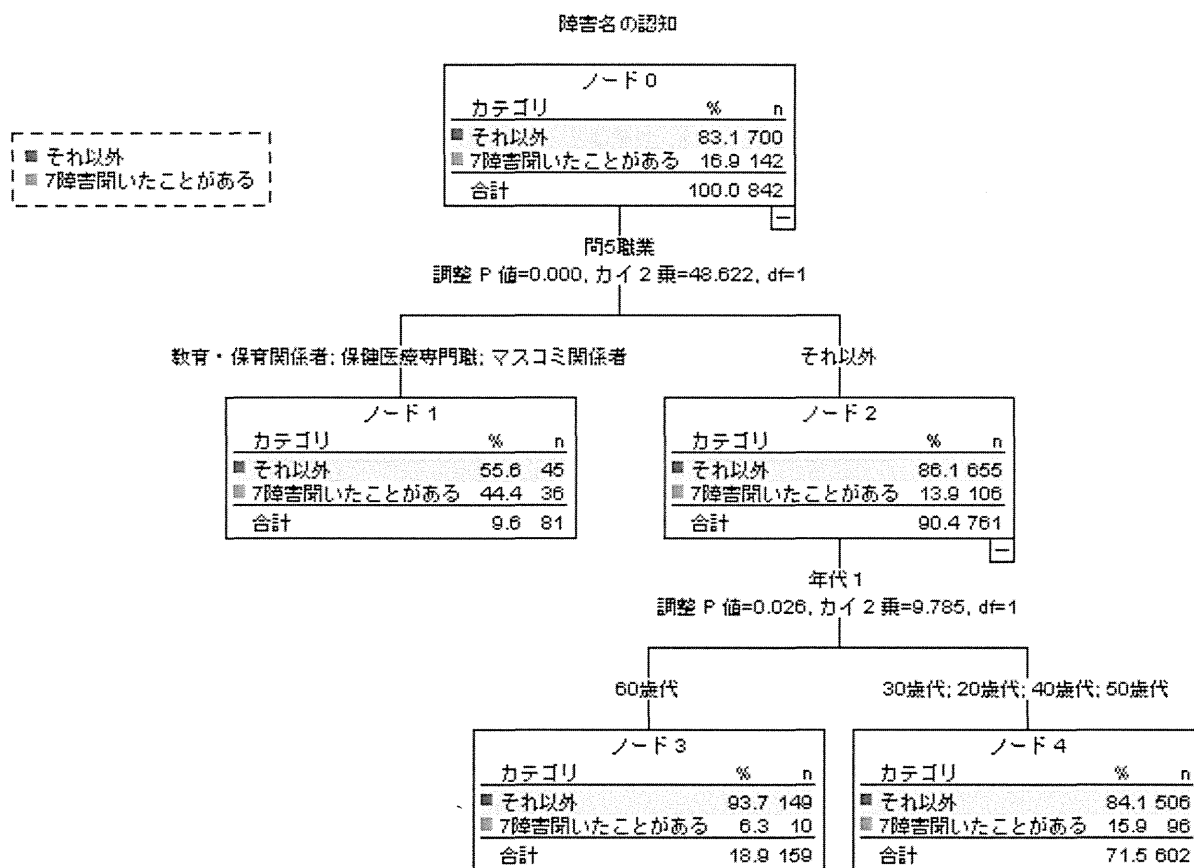 障害名の認知
ノード 0
カテゴリ % n
それ以外 83.1 700
7障害聞いたことがある 16.9 142
合計 100.0 842
それ以外
7障害聞いたことがある
問5職業
調整 P 値=0.000, カイ 2 乗=48.622, df=1
教育・保育関係者; 保健医療専門職; マスコミ関係者
それ以外
ノード 1
カテゴリ % n
それ以外 55.6 45
7障害聞いたことがある 44.4 36
合計 9.6 81
ノード 2
カテゴリ % n
それ以外 86.1 655
7障害聞いたことがある 13.9 106
合計 90.4 761
年代 1
調整 P 値=0.026, カイ 2 乗=9.785, df=1
60歳代
30歳代; 20歳代; 40歳代; 50歳代
ノード 3
カテゴリ % n
それ以外 93.7 149
7障害聞いたことがある 6.3 10
合計 18.9 159
ノード 4
カテゴリ % n
それ以外 84.1 506
7障害聞いたことがある 15.9 96
合計 71.5 602